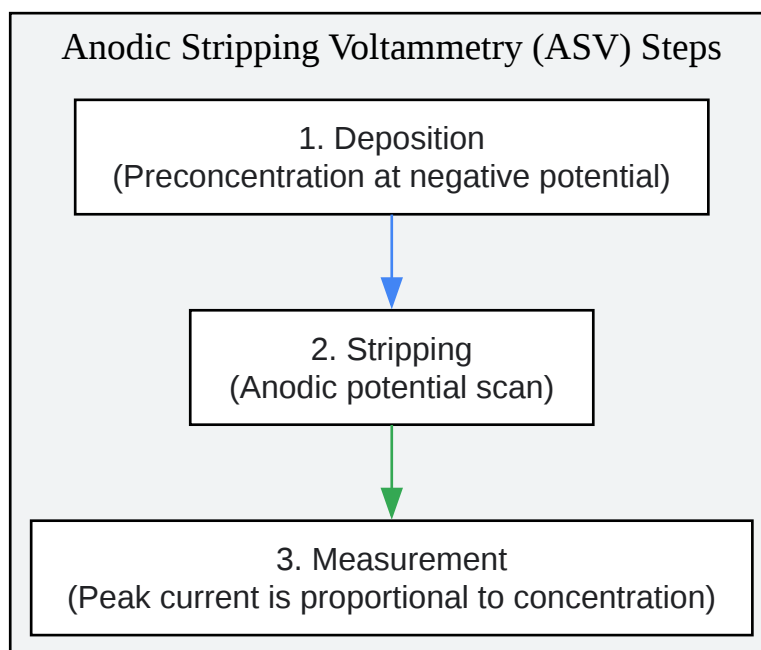 Anodic Stripping Voltammetry (ASV) Steps
1. Deposition
(Preconcentration at negative potential)
2. Stripping
(Anodic potential scan)
3. Measurement
(Peak current is proportional to concentration)